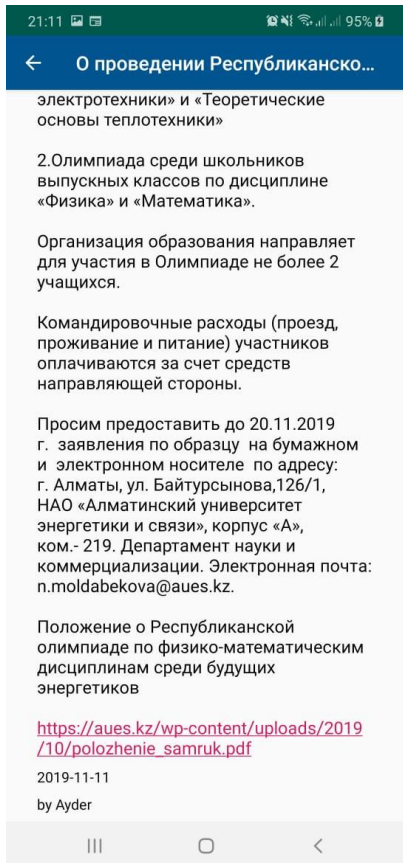 21:11 95%
О проведении Республиканско...
электротехники» и «Теоретические
основы теплотехники»
2.Олимпиада среди школьников
выпускных классов по дисциплине
«Физика» и «Математика».
Организация образования направляет
для участия в Олимпиаде не более 2
учащихся.
Командировочные расходы (проезд,
проживание и питание) участников
оплачиваются за счет средств
направляющей стороны.
Просим предоставить до 20.11.2019
г.  заявления по образцу  на бумажном
и  электронном носителе  по адресу:
г. Алматы, ул. Байтурсынова,126/1,
НАО «Алматинский университет
энергетики и связи», корпус «А»,
ком.- 219. Департамент науки и
коммерциализации. Электронная почта:
n.moldabekova@aues.kz.
Положение о Республиканской
олимпиаде по физико-математическим
дисциплинам среди будущих
энергетиков
https://aues.kz/wp-content/uploads/2019
/10/polozhenie_samruk.pdf
2019-11-11
by Ayder